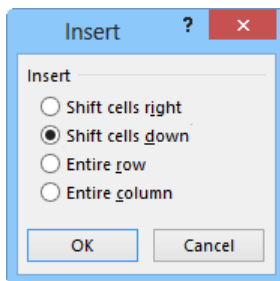 Insert ? ×
Insert
Shift cells right
Shift cells down
Entire row
Entire column
OK Cancel